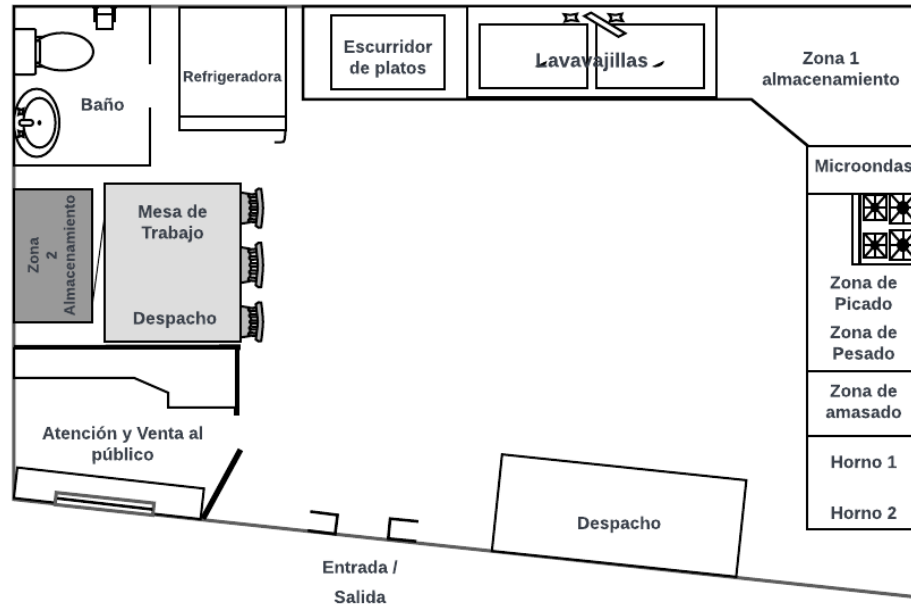 Baño
Refrigeradora
Escurridor
de platos
Lavavajillas
Zona 1
almacenamiento
Microondas
Zona
2
Almacenamiento
Mesa de
Trabajo
Despacho
Zona de
Picado
Zona de
Pesado
Zona de
amasado
Horno 1
Horno 2
Atención y Venta al
público
Despacho
Entrada /
Salida